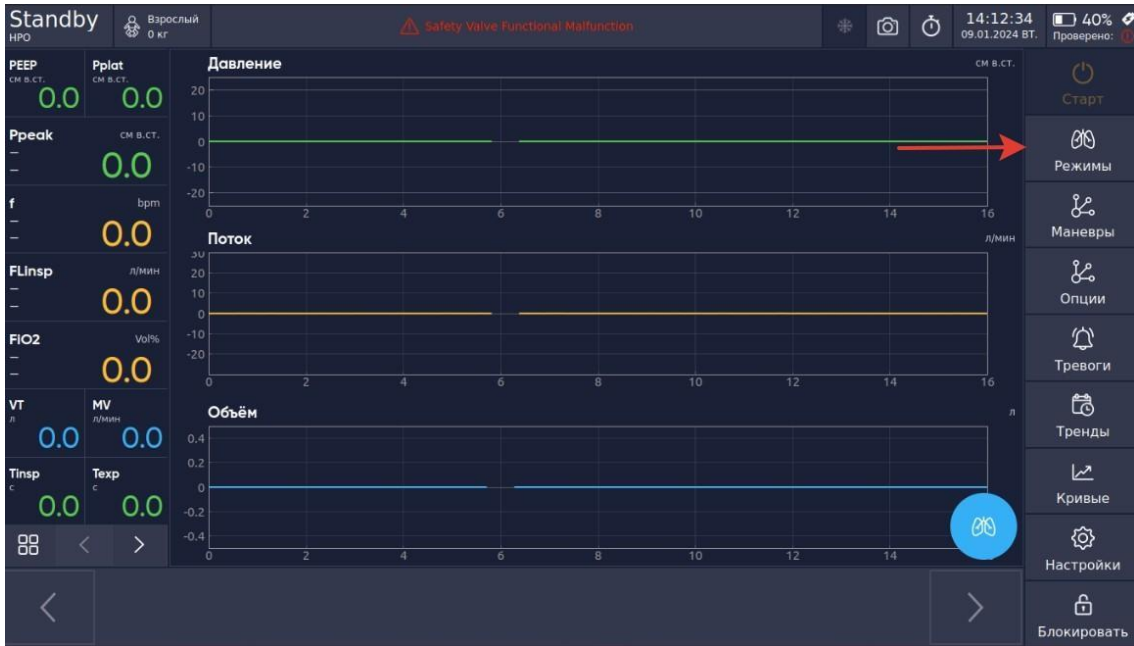 Standby
НРО
Взрослый
0 кг
Safety Valve Functional Malfunction
14:12:34
09.01.2024 ВТ.
40%
Проверено:
PEEP
см в.ст.
0.0
Pplat
см в.ст.
0.0
Ppeak
см в.ст.
–
–
0.0
f
bpm
–
–
0.0
FLInsp
л/мин
–
–
0.0
FIO2
Vol%
–
–
0.0
VT
л
0.0
MV
л/мин
0.0
Tinsp
с
0.0
Texp
с
0.0
Давление
см в.ст.
20
10
0
-10
-20
0 2 4 6 8 10 12 14 16
Поток
л/мин
30
20
10
0
-10
-20
0 2 4 6 8 10 12 14 16
Объём
л
0.4
0.2
0
-0.2
-0.4
0 2 4 6 8 10 12 14
Старт
Режимы
Маневры
Опции
Тревоги
Тренды
Кривые
Настройки
Блокировать